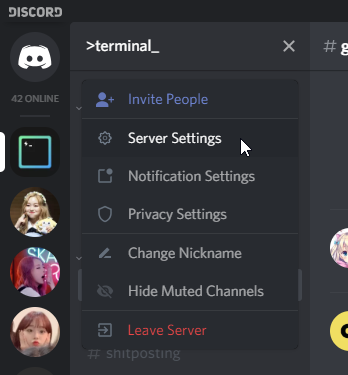 DISCORD
>terminal_
# g
42 ONLINE
Invite People
Server Settings
Notification Settings
Privacy Settings
Change Nickname
Hide Muted Channels
Leave Server
# shitposting